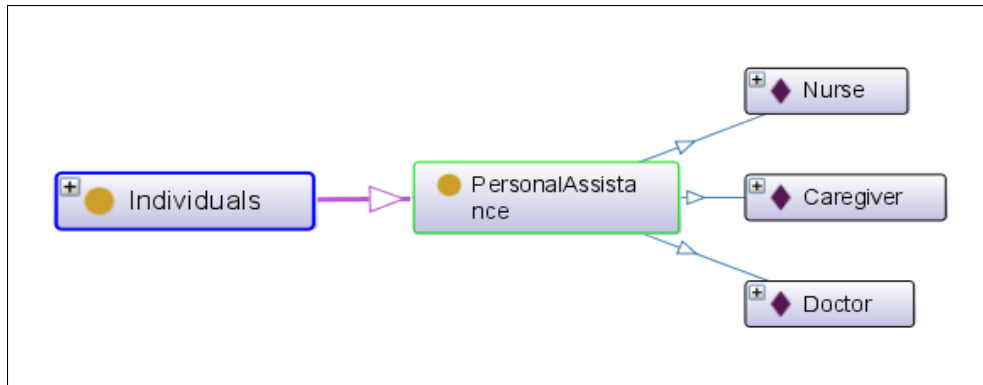 Individuals
PersonalAssista
nce
Nurse
Caregiver
Doctor